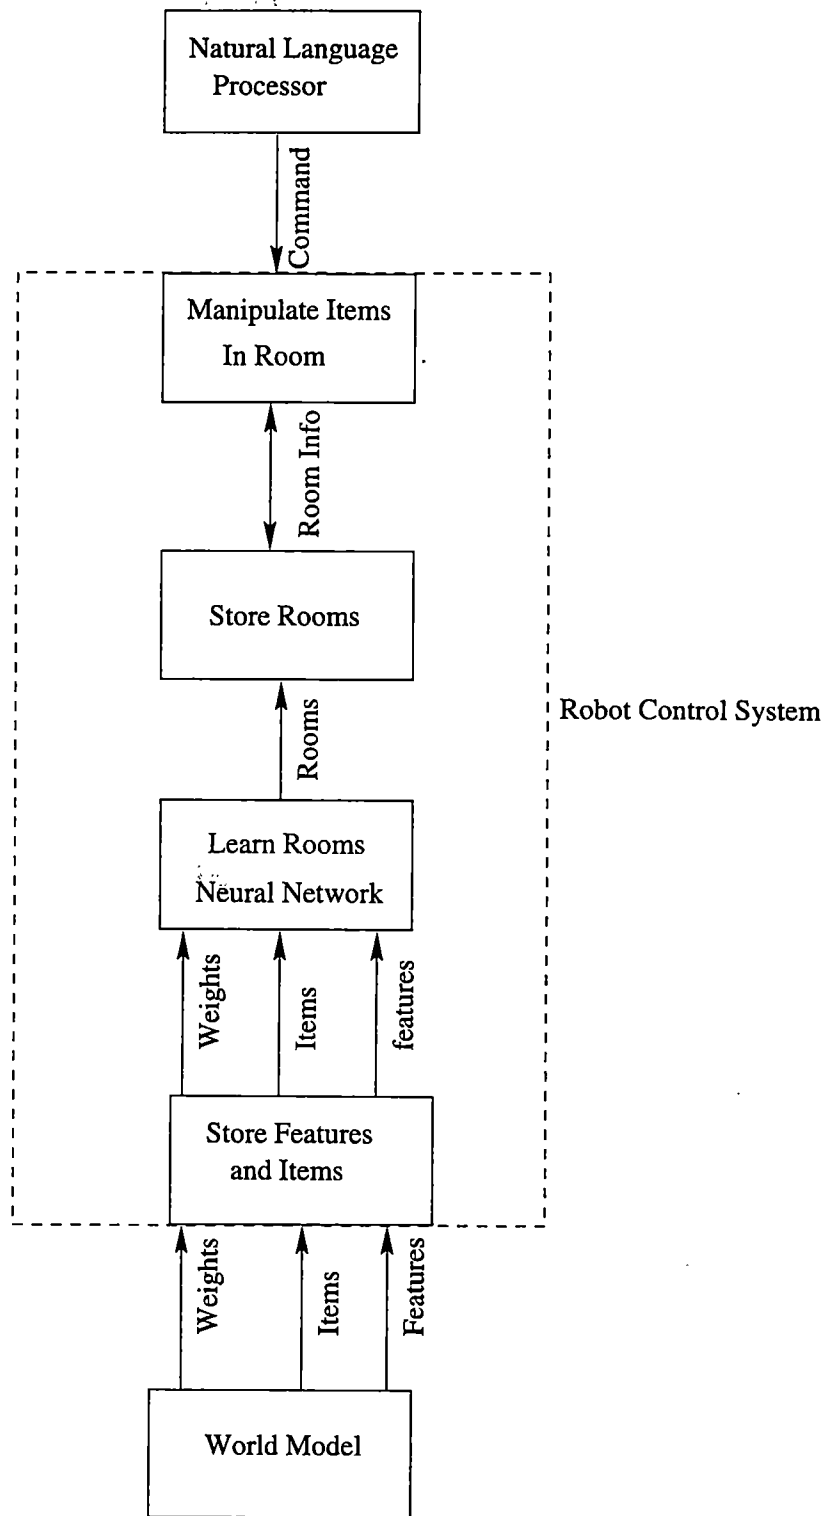 Natural Language
Processor
Command
Manipulate Items
In Room
Room Info
Store Rooms
Robot Control System
Rooms
Learn Rooms
Neural Network
Weights
Items
features
Store Features
and Items
Weights
Items
Features
World Model